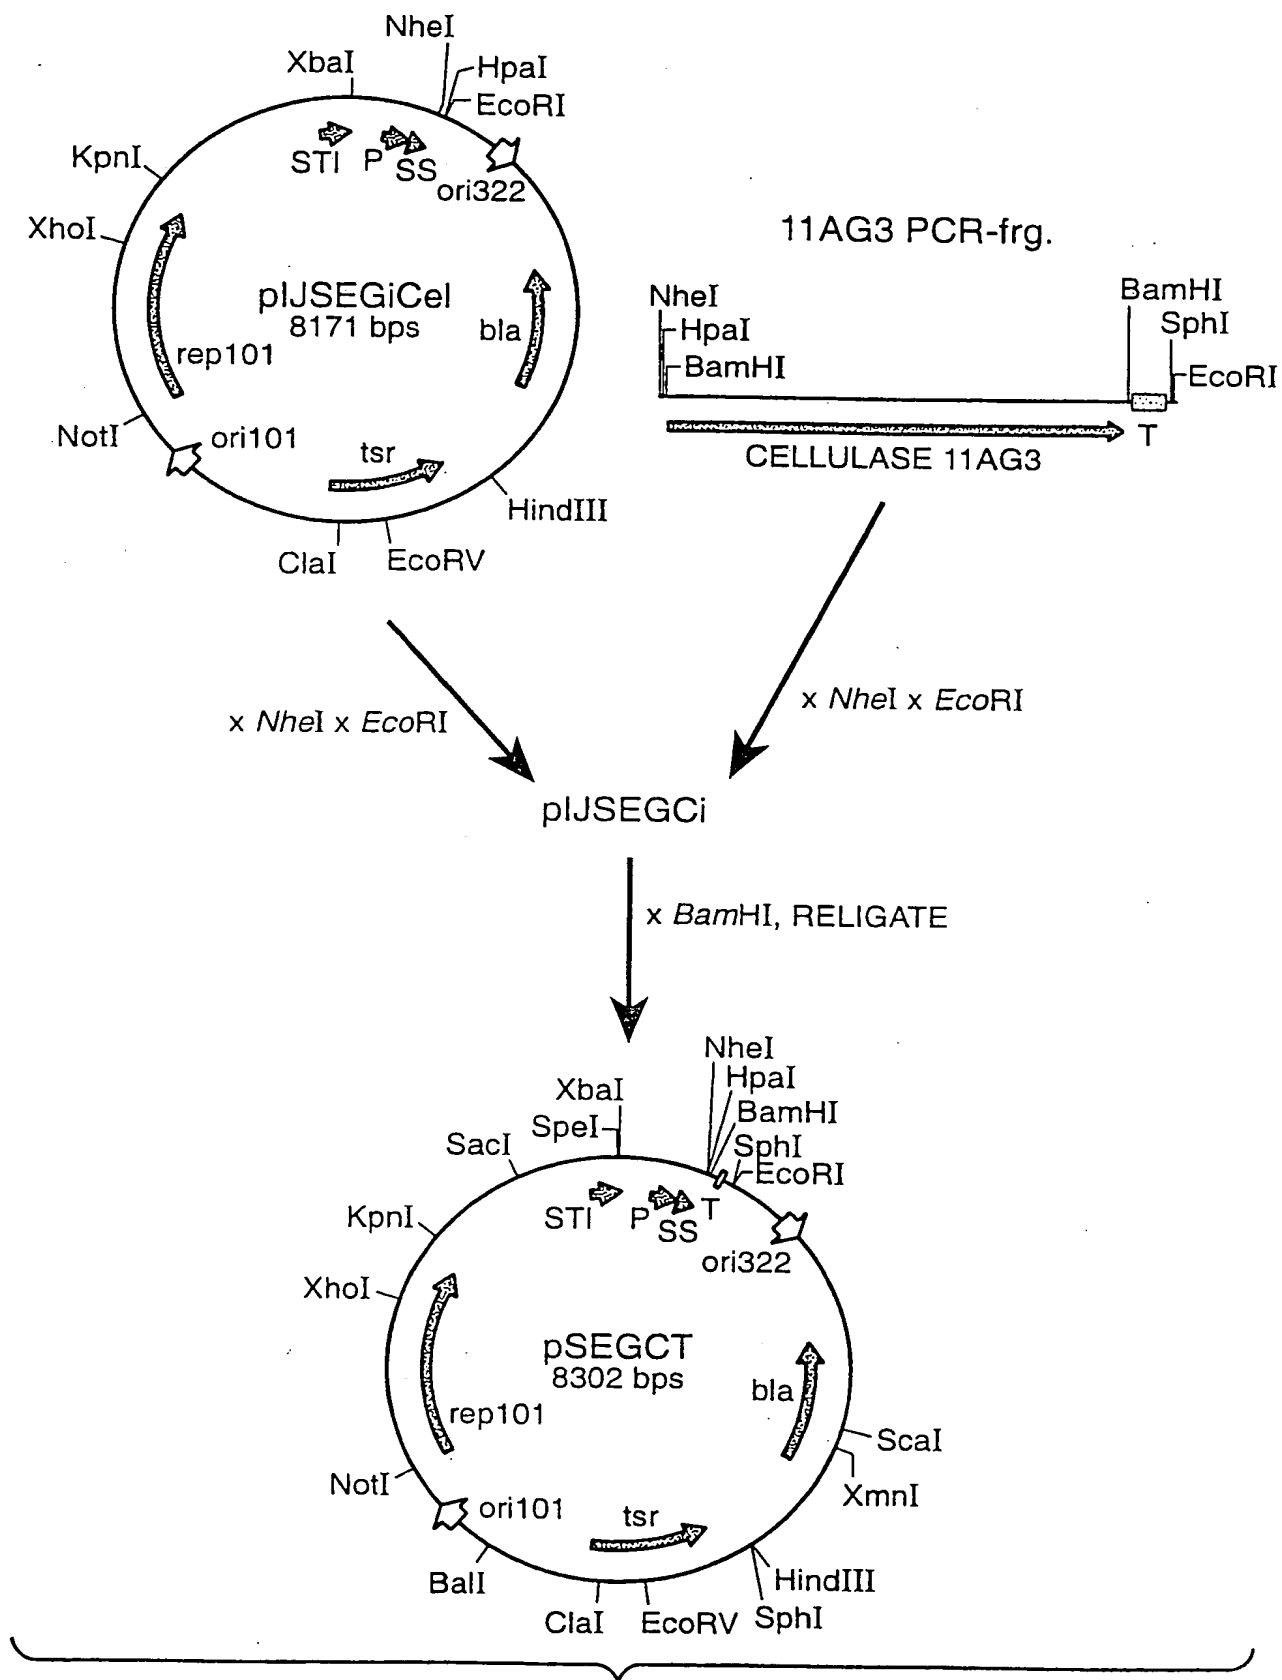 NheI
XbaI
HpaI
EcoRI
KpnI
STI
P
SS
ori322
XhoI
pIJSEGiCel
8171 bps
bla
rep101
NotI
ori101
tsr
HindIII
ClaI
EcoRV
11AG3 PCR-frg.
NheI
HpaI
BamHI
BamHI
SphI
EcoRI
T
CELLULASE 11AG3
x NheI x EcoRI
x NheI x EcoRI
pIJSEGCi
x BamHI, RELIGATE
NheI
HpaI
XbaI
BamHI
SpeI
SphI
SacI
EcoRI
KpnI
STI
P
SS
T
ori322
XhoI
pSEGCT
8302 bps
bla
rep101
ScaI
NotI
XmnI
ori101
tsr
BalI
HindIII
ClaI
EcoRV
SphI